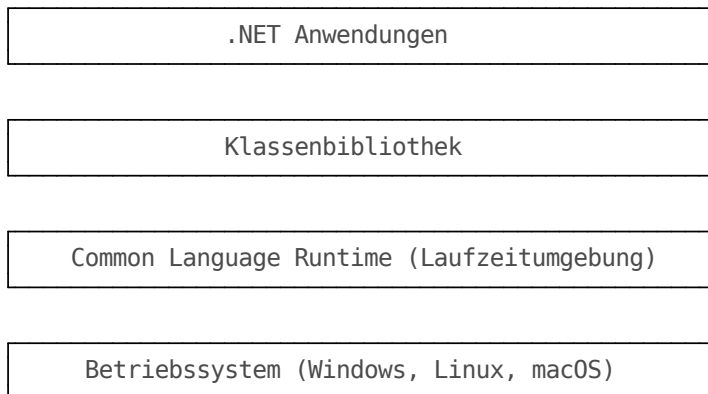 .NET Anwendungen
Klassenbibliothek
Common Language Runtime (Laufzeitumgebung)
Betriebssystem (Windows, Linux, macOS)